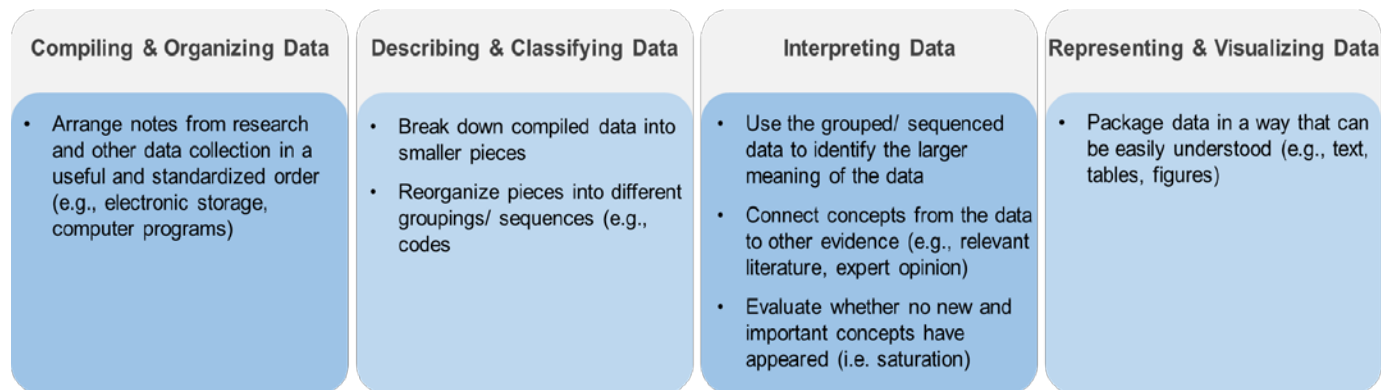 Compiling & Organizing Data
• Arrange notes from research
and other data collection in a
useful and standardized order
(e.g., electronic storage,
computer programs)
Describing & Classifying Data
• Break down compiled data into
smaller pieces
• Reorganize pieces into different
groupings/ sequences (e.g.,
codes
Interpreting Data
• Use the grouped/ sequenced
data to identify the larger
meaning of the data
• Connect concepts from the data
to other evidence (e.g., relevant
literature, expert opinion)
• Evaluate whether no new and
important concepts have
appeared (i.e. saturation)
Representing & Visualizing Data
• Package data in a way that can
be easily understood (e.g., text,
tables, figures)